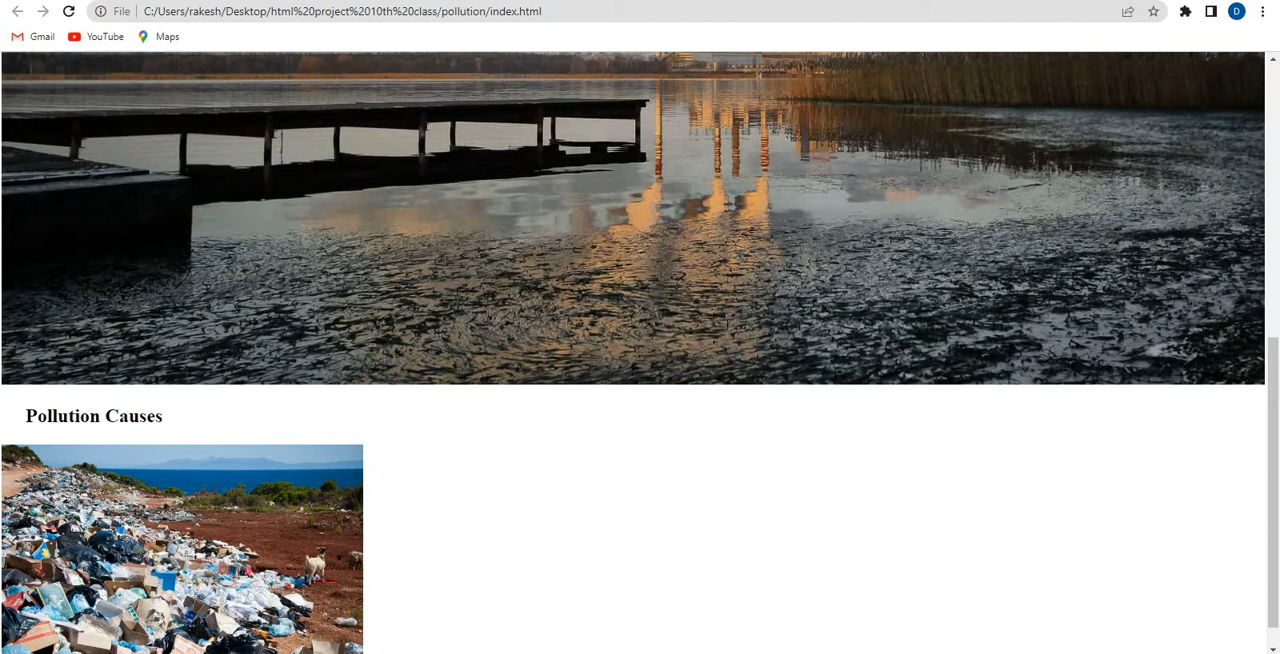 File C:/Users/rakesh/Desktop/html%20project%2010th%20class/pollution/index.html D
Gmail YouTube Maps
Pollution Causes